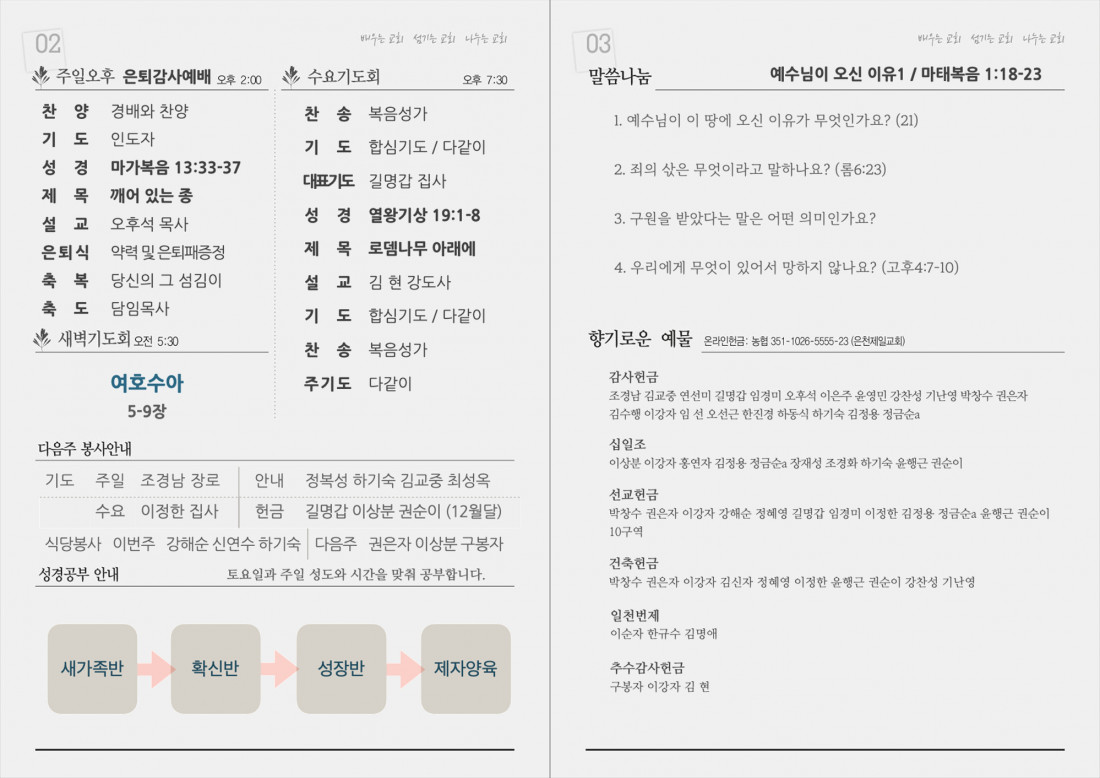 02
배우는 교회 섬기는 교회 나누는 교회
주일오후 은퇴감사예배 오후 2:00
찬 양 경배와 찬양
기 도 인도자
성 경 마가복음 13:33-37
제 목 깨어 있는 종
설 교 오후석 목사
은퇴식 약력 및 은퇴패증정
축 복 당신의 그 섬김이
축 도 담임목사
새벽기도회 오전 5:30
여호수아
5-9장
수요기도회 오후 7:30
찬 송 복음성가
기 도 합심기도 / 다같이
대표기도 길명갑 집사
성 경 열왕기상 19:1-8
제 목 로뎀나무 아래에
설 교 김 현 강도사
기 도 합심기도 / 다같이
찬 송 복음성가
주기도 다같이
다음주 봉사안내
기도 주일 조경남 장로 안내 정복성 하기숙 김교중 최성옥
수요 이정한 집사 헌금 길명갑 이상분 권순이 (12월달)
식당봉사 이번주 강해순 신연수 하기숙 다음주 권은자 이상분 구봉자
성경공부 안내 토요일과 주일 성도와 시간을 맞춰 공부합니다.
새가족반 확신반 성장반 제자양육
03
배우는 교회 섬기는 교회 나누는 교회
말씀나눔 예수님이 오신 이유1 / 마태복음 1:18-23
1. 예수님이 이 땅에 오신 이유가 무엇인가요? (21)
2. 죄의 삯은 무엇이라고 말하나요? (롬6:23)
3. 구원을 받았다는 말은 어떤 의미인가요?
4. 우리에게 무엇이 있어서 망하지 않나요? (고후4:7-10)
향기로운 예물 온라인헌금: 농협 351-1026-5555-23 (은천제일교회)
감사헌금
조경남 김교중 연선미 길명갑 임경미 오후석 이은주 윤영민 강찬성 기난영 박창수 권은자
김수행 이강자 임 선 오선근 한진경 하동식 하기숙 김정용 정금순a
십일조
이상분 이강자 홍연자 김정용 정금순a 장재성 조경화 하기숙 윤행근 권순이
선교헌금
박창수 권은자 이강자 강해순 정혜영 길명갑 임경미 이정한 김정용 정금순a 윤행근 권순이
10구역
건축헌금
박창수 권은자 이강자 김신자 정혜영 이정한 윤행근 권순이 강찬성 기난영
일천번제
이순자 한규수 김명애
추수감사헌금
구봉자 이강자 김 현